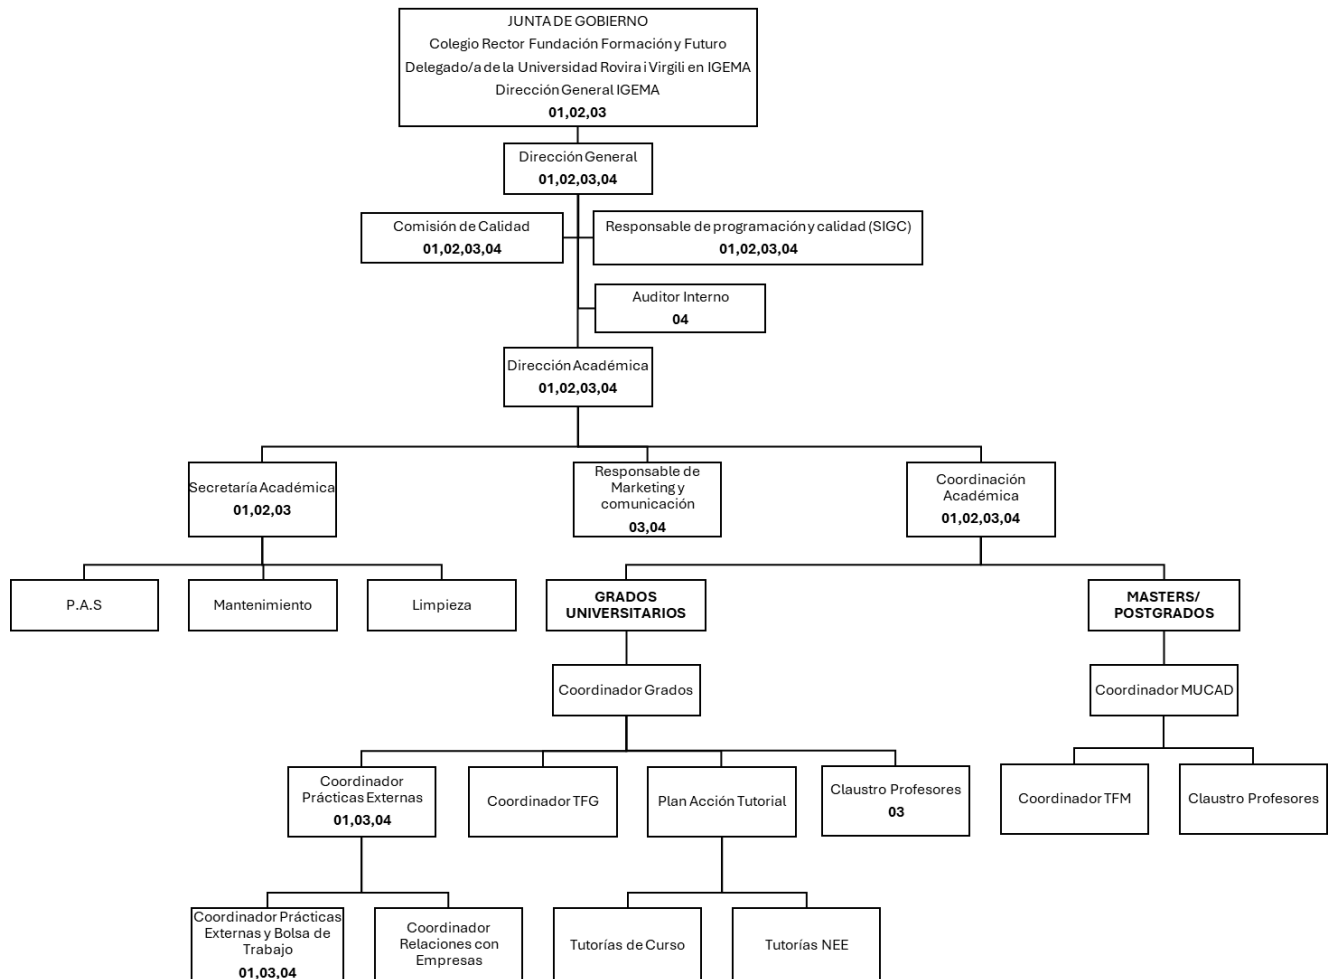 JUNTA DE GOBIERNO
Colegio Rector Fundación Formación y Futuro
Delegado/a de la Universidad Rovira i Virgili en IGEMA
Dirección General IGEMA
01,02,03
Dirección General
01,02,03,04
Comisión de Calidad
01,02,03,04
Responsable de programación y calidad (SIGC)
01,02,03,04
Auditor Interno
04
Dirección Académica
01,02,03,04
Secretaría Académica
01,02,03
Responsable de
Marketing y
comunicación
03,04
Coordinación
Académica
01,02,03,04
P.A.S
Mantenimiento
Limpieza
GRADOS
UNIVERSITARIOS
MASTERS/
POSTGRADOS
Coordinador Grados
Coordinador MUCAD
Coordinador
Prácticas Externas
01,03,04
Coordinador TFG
Plan Acción Tutorial
Claustro Profesores
03
Coordinador TFM
Claustro Profesores
Coordinador Prácticas
Externas y Bolsa de
Trabajo
01,03,04
Coordinador
Relaciones con
Empresas
Tutorías de Curso
Tutorías NEE